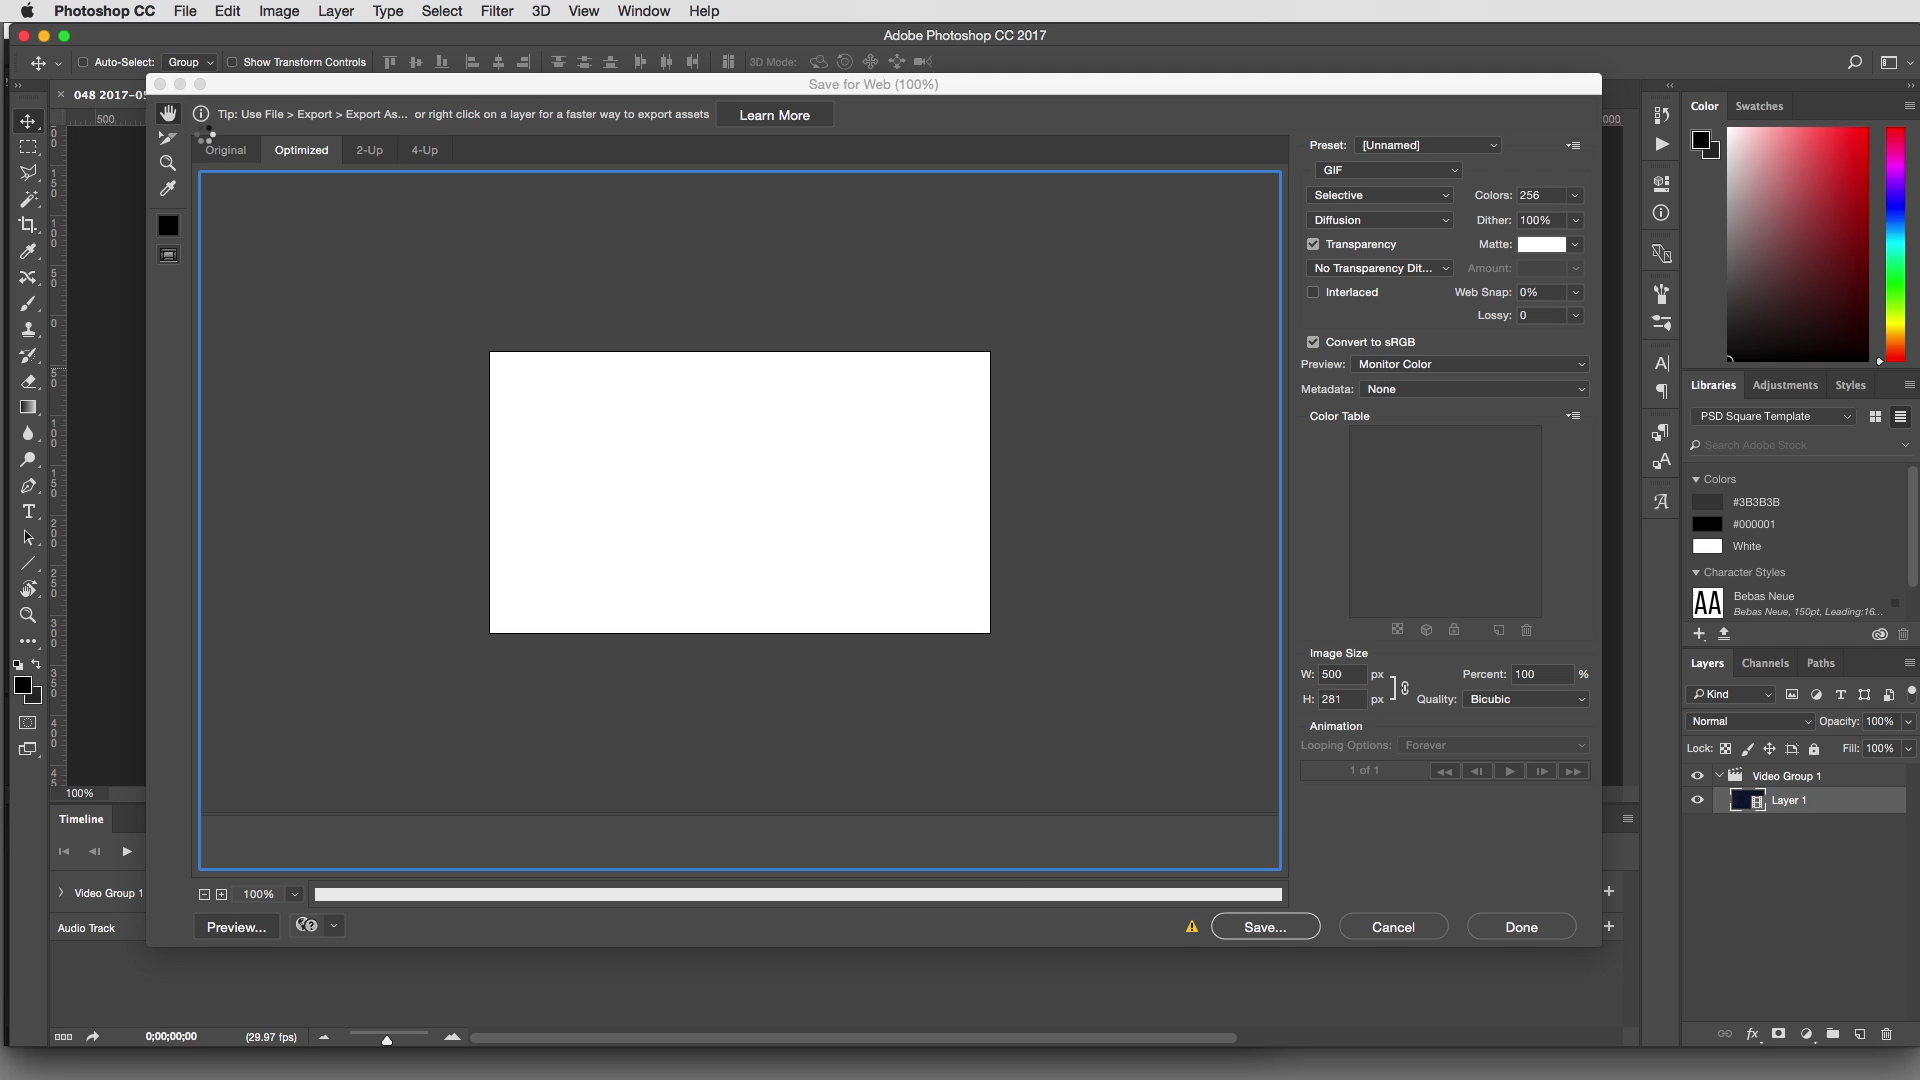 Photoshop CC File Edit Image Layer Type Select Filter 3D View Window Help
Adobe Photoshop CC 2017
Auto-Select: Group Show Transform Controls 3D Mode:
Save for Web (100%)
048 2017-05
Tip: Use File > Export > Export As... or right click on a layer for a faster way to export assets Learn More
Original Optimized 2-Up 4-Up
Preset: [Unnamed]
GIF
Selective Colors: 256
Diffusion Dither: 100%
Transparency Matte:
No Transparency Dit... Amount:
Interlaced Web Snap: 0%
Lossy: 0
Convert to sRGB
Preview: Monitor Color
Metadata: None
Color Table
Image Size
W: 500 px Percent: 100 %
H: 281 px Quality: Bicubic
Animation
Looping Options: Forever
1 of 1
100%
Preview... Save... Cancel Done
100%
Timeline
Video Group 1
Audio Track
0;00;00;00 (29.97 fps)
Color Swatches
Libraries Adjustments Styles
PSD Square Template
Search Adobe Stock
Colors
#3B3B3B
#000001
White
Character Styles
AA Bebas Neue
Bebas Neue, 150pt, Leading:16...
Layers Channels Paths
Kind
Normal Opacity: 100%
Lock: Fill: 100%
Video Group 1
Layer 1